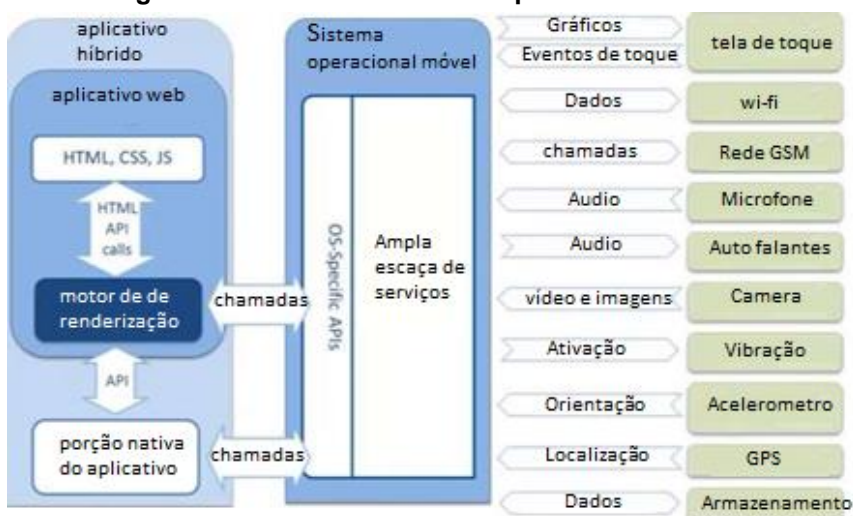 aplicativo
híbrido
aplicativo web
HTML, CSS, JS
HTML
API
calls
motor de de
renderização
API
porção nativa
do aplicativo
chamadas
chamadas
Sistema
operacional móvel
OS-Specific APIs
Ampla
escaça de
serviços
Gráficos
Eventos de toque
tela de toque
Dados
wi-fi
chamadas
Rede GSM
Audio
Microfone
Audio
Auto falantes
vídeo e imagens
Camera
Ativação
Vibração
Orientação
Acelerometro
Localização
GPS
Dados
Armazenamento